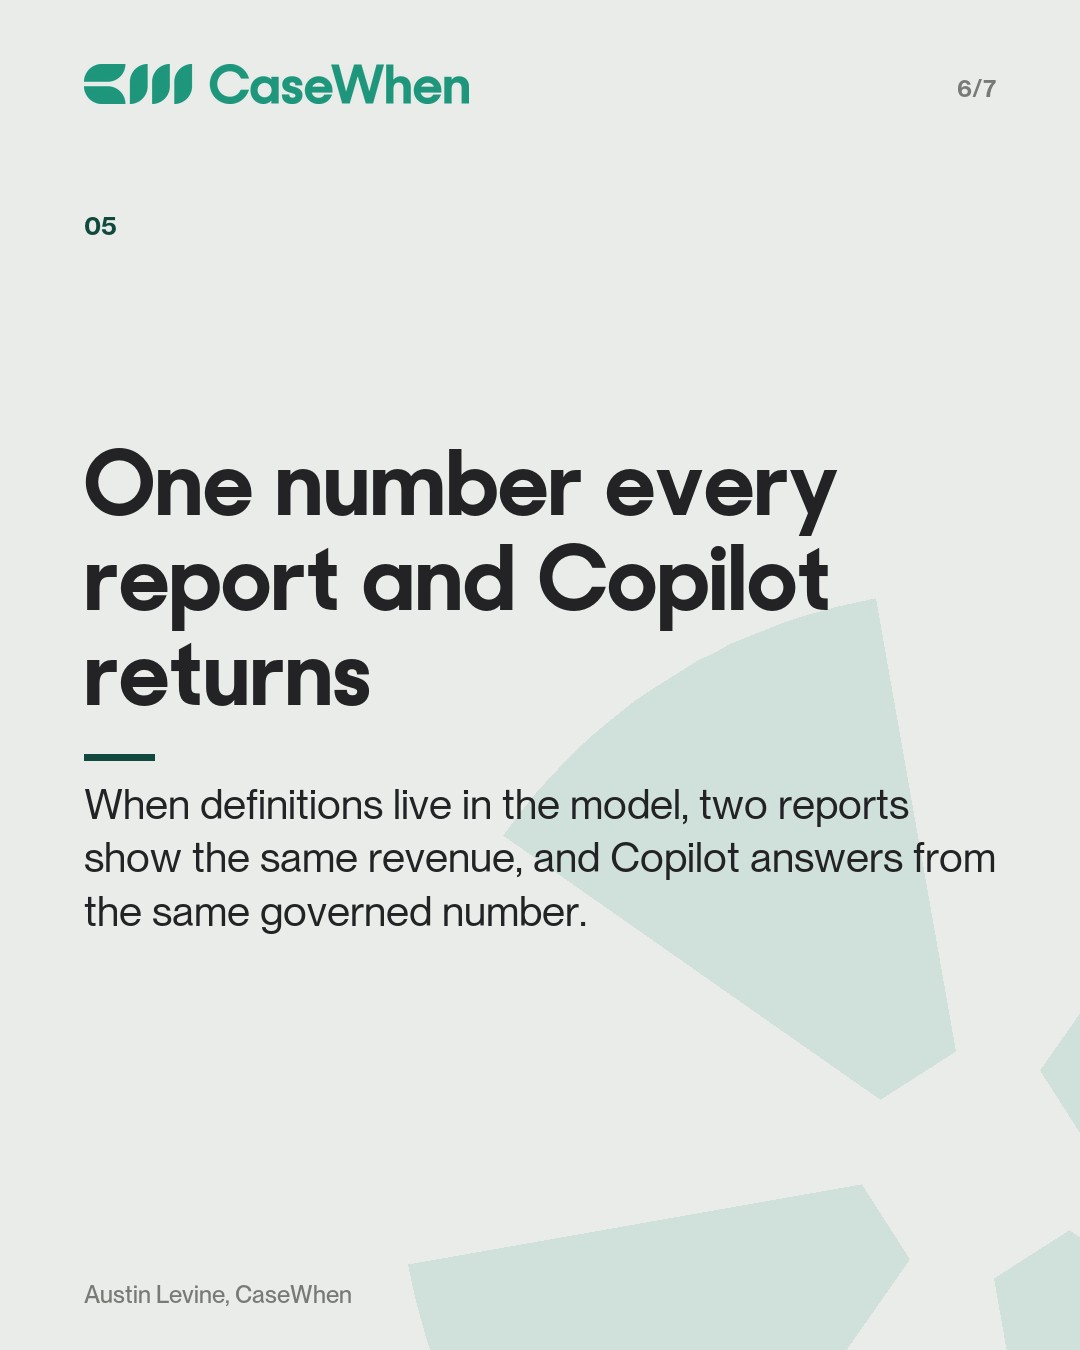 CaseWhen
6/7
05
One number every
report and Copilot
returns
When definitions live in the model, two reports
show the same revenue, and Copilot answers from
the same governed number.
Austin Levine, CaseWhen